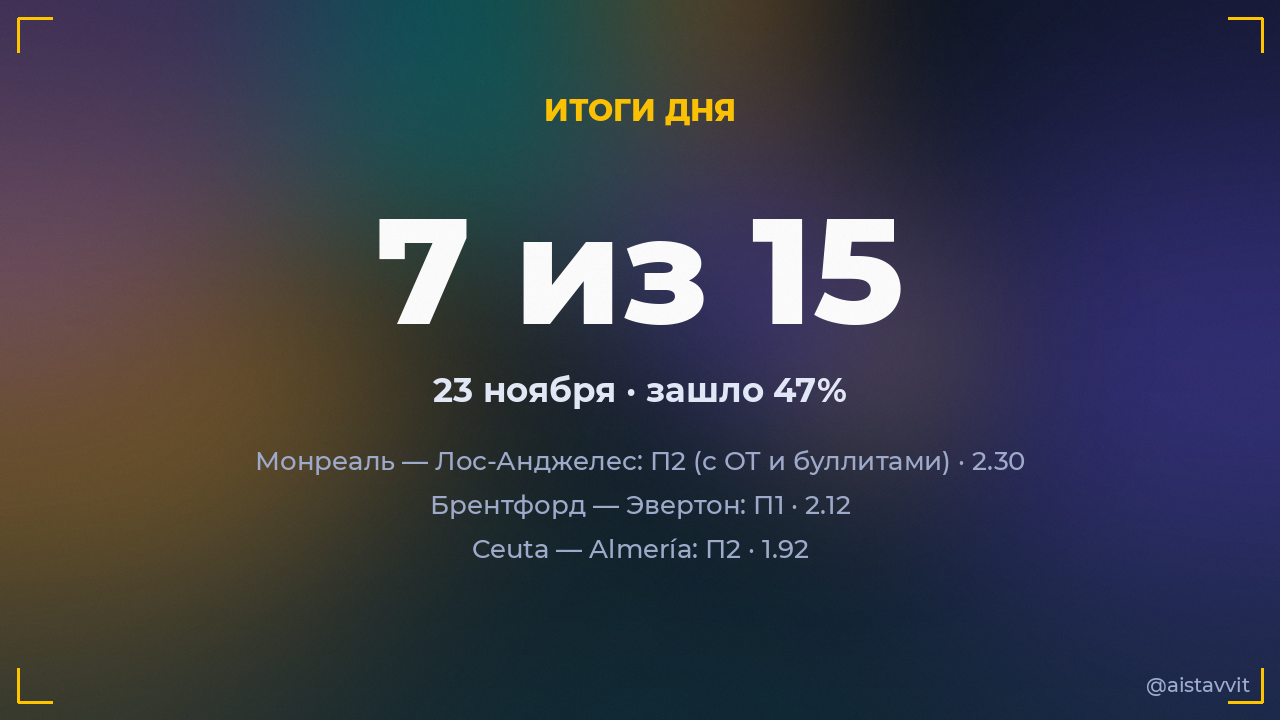 ИТОГИ ДНЯ
7 из 15
23 ноября · зашло 47%
Монреаль — Лос-Анджелес: П2 (с ОТ и буллитами) · 2.30
Брентфорд — Эвертон: П1 · 2.12
Ceuta — Almería: П2 · 1.92
@aistavvit